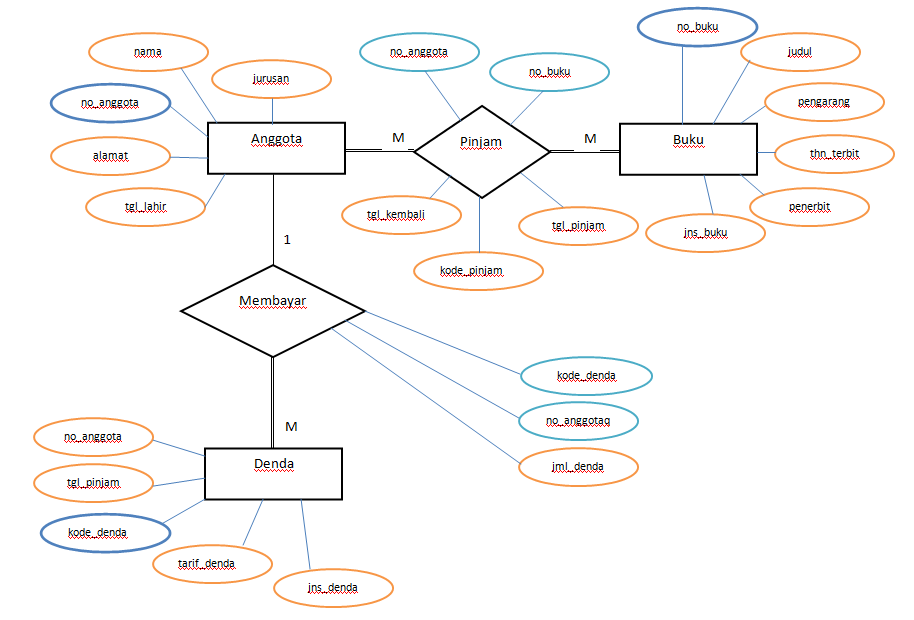 no_buku
nama
no_anggota
judul
jurusan
no_buku
no_anggota
pengarang
Anggota
M
Pinjam
M
Buku
alamat
thn_terbit
tgl_lahir
tgl_kembali
tgl_pinjam
penerbit
jns_buku
1
kode_pinjam
Membayar
kode_denda
no_anggotaq
M
no_anggota
Denda
jml_denda
tgl_pinjam
kode_denda
tarif_denda
jns_denda